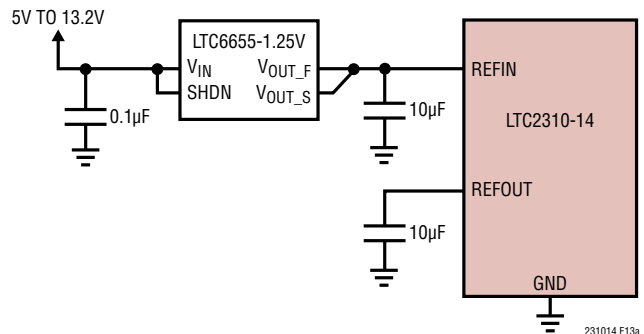 5V TO 13.2V
LTC6655-1.25V
VIN
VOUT_F
SHDN
VOUT_S
0.1µF
10µF
REFIN
LTC2310-14
REFOUT
10µF
GND
231014 F13a